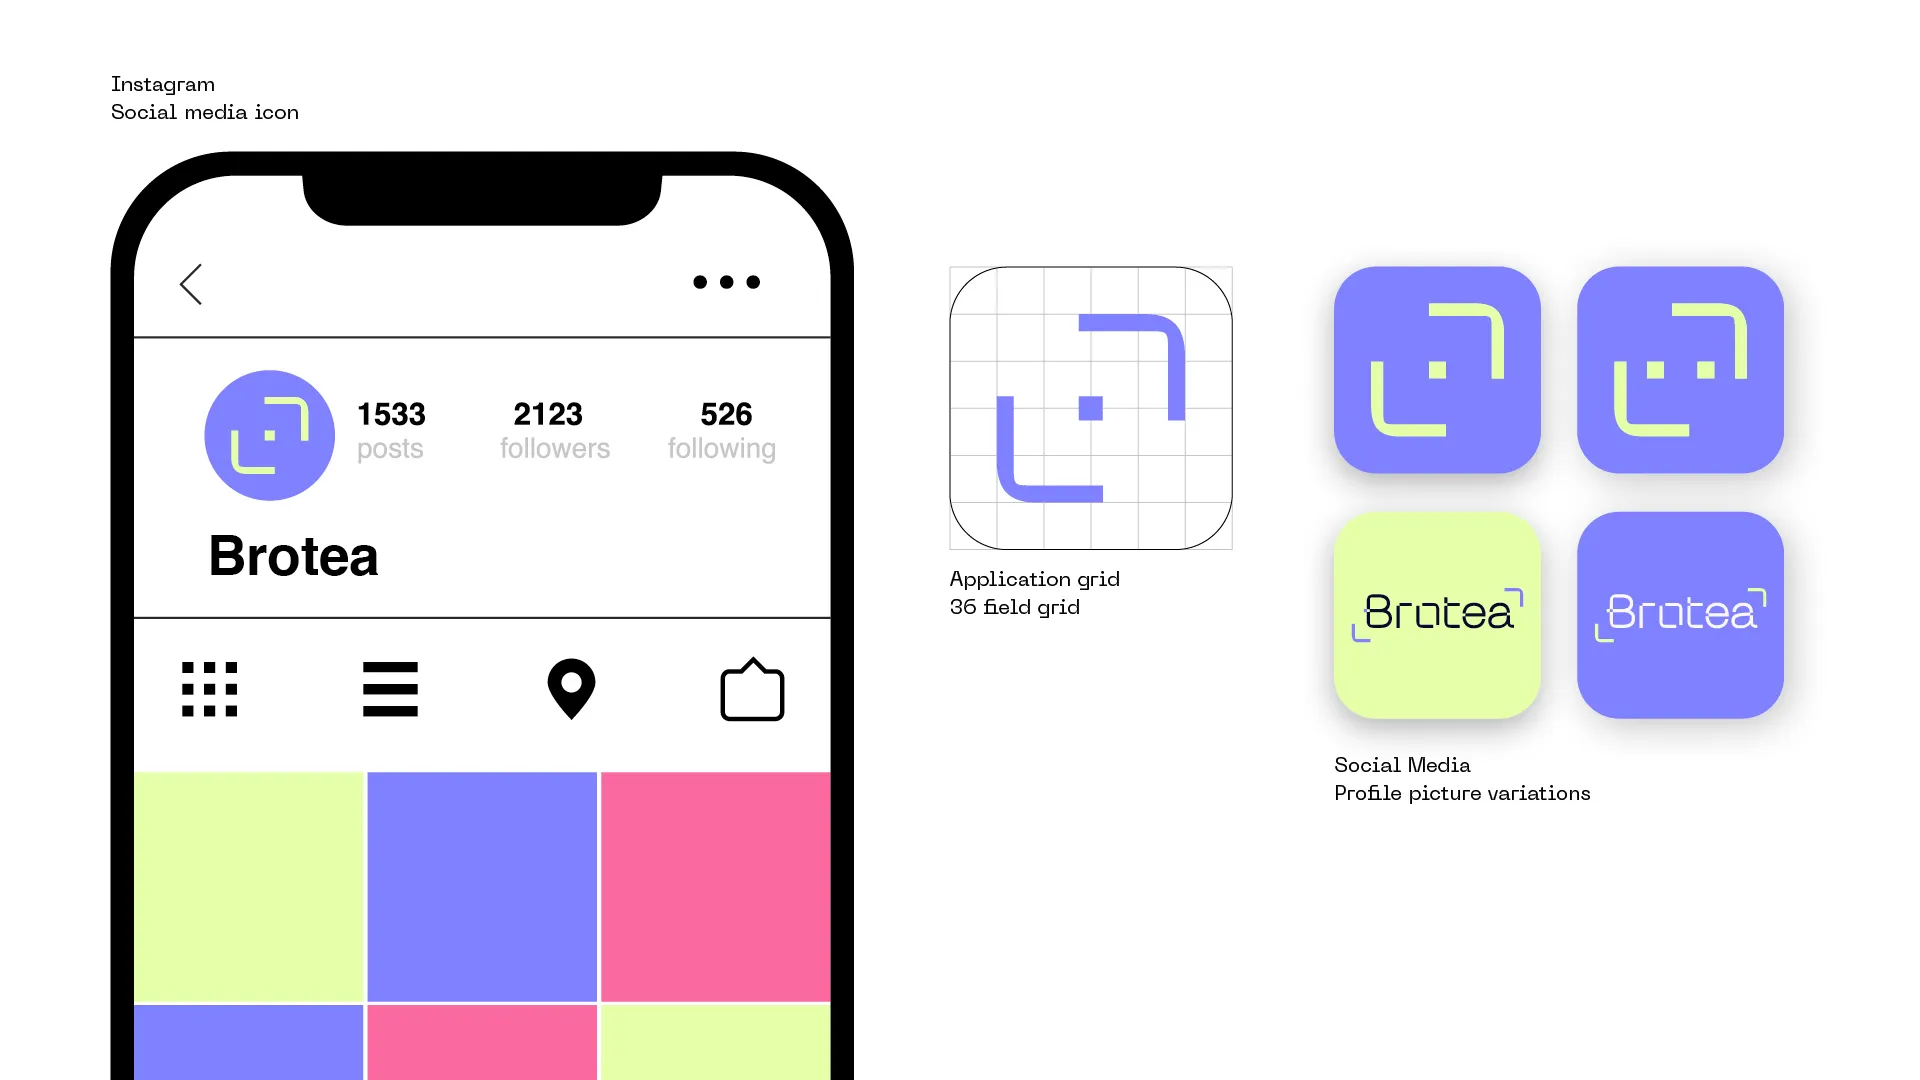 Instagram
Social media icon
1533 2123 526
posts followers following
Brotea
Application grid
36 field grid
Brotea Brotea
Social Media
Profile picture variations